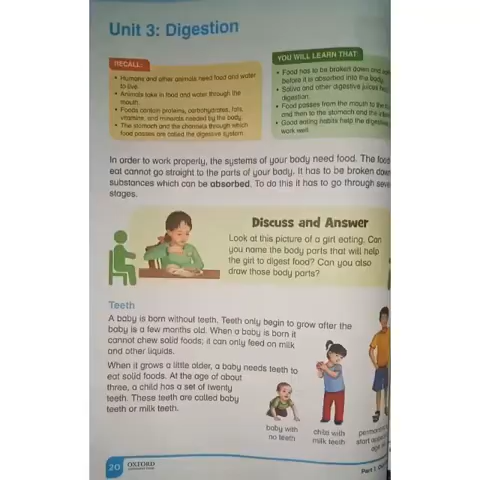 Unit 3: Digestion
RECALL:
• Humans and other animals need food and water
to live.
• Animals take in food and water through the
mouth.
• Foods contain proteins, carbohydrates, fats,
vitamins, and minerals needed by the body.
• The stomach and the channels through which
food passes are called the digestive system.
YOU WILL LEARN THAT
• Food has to be broken down and
before it is absorbed into the body.
• Saliva and other digestive juices
digestion.
• Food passes from the mouth to the
and then to the stomach and the
• Good eating habits help the
work well.
In order to work properly, the systems of your body need food. The food
eat cannot go straight to the parts of your body. It has to be broken down
substances which can be absorbed. To do this it has to go through
stages.
Discuss and Answer
Look at this picture of a girl eating. Can
you name the body parts that will help
the girl to digest food? Can you also
draw those body parts?
Teeth
A baby is born without teeth. Teeth only begin to grow after the
baby is a few months old. When a baby is born it
cannot chew solid foods; it can only feed on milk
and other liquids.
When it grows a little older, a baby needs teeth to
eat solid foods. At the age of about
three, a child has a set of twenty
teeth. These teeth are called baby
teeth or milk teeth.
baby with
no teeth
child with
milk teeth
start
20
OXFORD
Part 1: